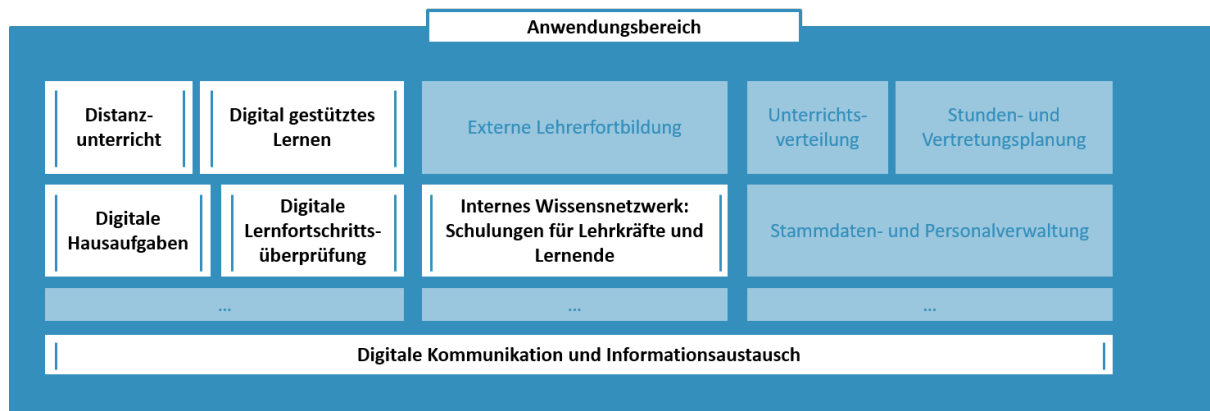 Anwendungsbereich
Distanz-
unterricht
Digital gestütztes
Lernen
Externe Lehrerfortbildung
Unterrichts-
verteilung
Stunden- und
Vertretungsplanung
Digitale
Hausaufgaben
Digitale
Lernfortschritts-
überprüfung
Internes Wissensnetzwerk:
Schulungen für Lehrkräfte und
Lernende
Stammdaten- und Personalverwaltung
...
...
...
Digitale Kommunikation und Informationsaustausch